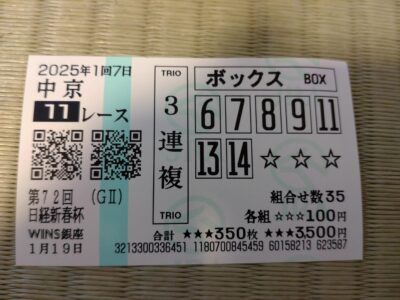 2025年1回7日
中京
11レース
第72回 (GⅡ)
日経新春杯
WINS銀座
1月19日
TRIO
3連複
TRIO
ボックス BOX
6 7 8 9 11
13 14 ☆ ☆ ☆
組合せ数35
各組 ☆☆☆100円
合計 ★★★350枚 ★★★3,500円
3213300336451 1180700845459 60158213 623587